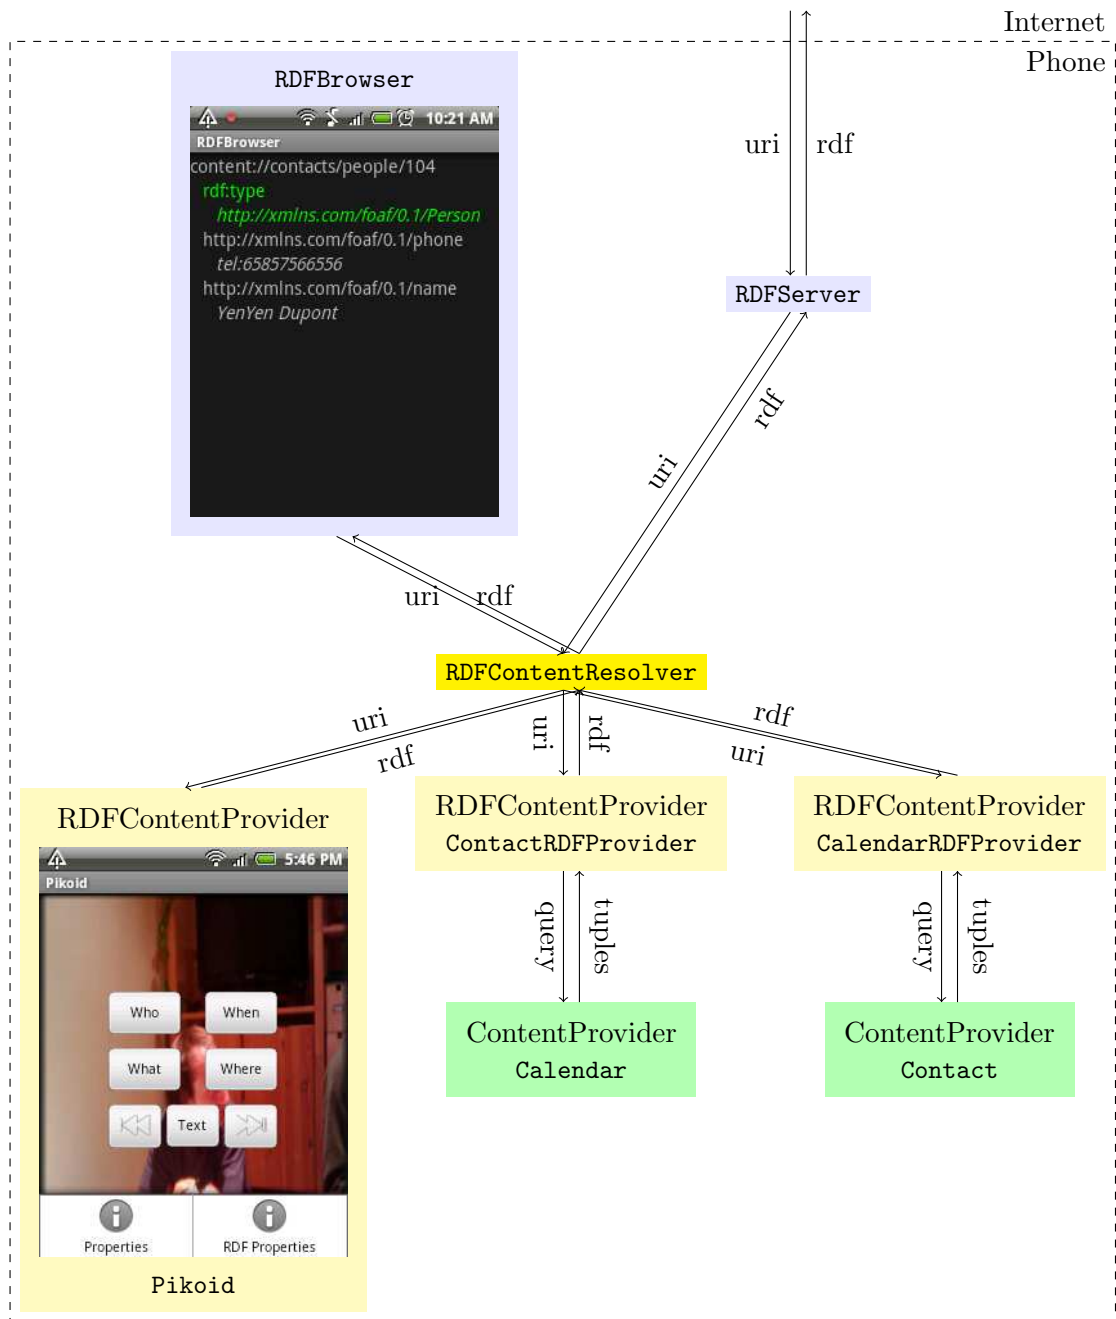 Internet
Phone
RDFBrowser
10:21 AM
RDFBrowser
content://contacts/people/104
rdf:type
http://xmlns.com/foaf/0.1/Person
http://xmlns.com/foaf/0.1/phone
tel:65857566556
http://xmlns.com/foaf/0.1/name
YenYen Dupont
uri rdf
RDFServer
uri
rdf
uri rdf
RDFContentResolver
uri
rdf
uri
rdf
rdf
uri
RDFContentProvider
5:46 PM
Pikoid
Who When
What Where
Text
Properties RDF Properties
Pikoid
RDFContentProvider
ContactRDFProvider
query
tuples
ContentProvider
Calendar
RDFContentProvider
CalendarRDFProvider
query
tuples
ContentProvider
Contact